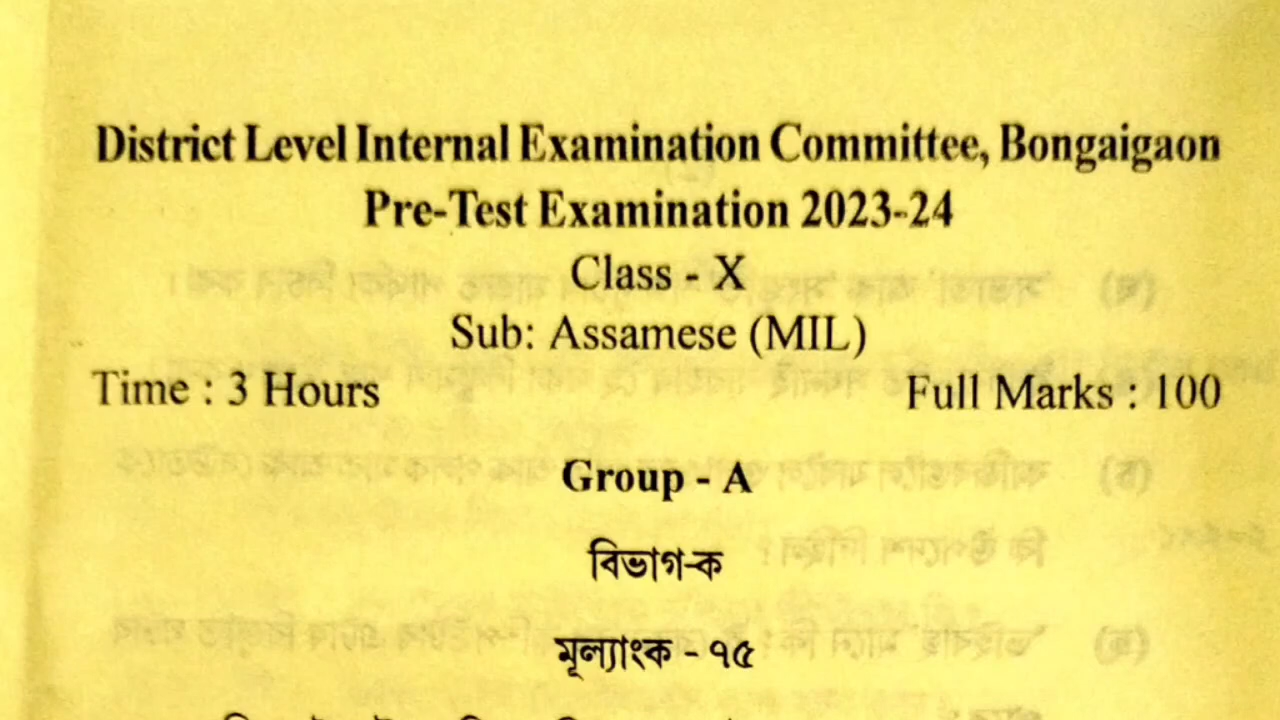 District Level Internal Examination Committee, Bongaigaon
Pre-Test Examination 2023-24
Class - X
Sub: Assamese (MIL)
Time : 3 Hours Full Marks : 100
Group - A
বিভাগ-ক
মূল্যাংক - ৭৫